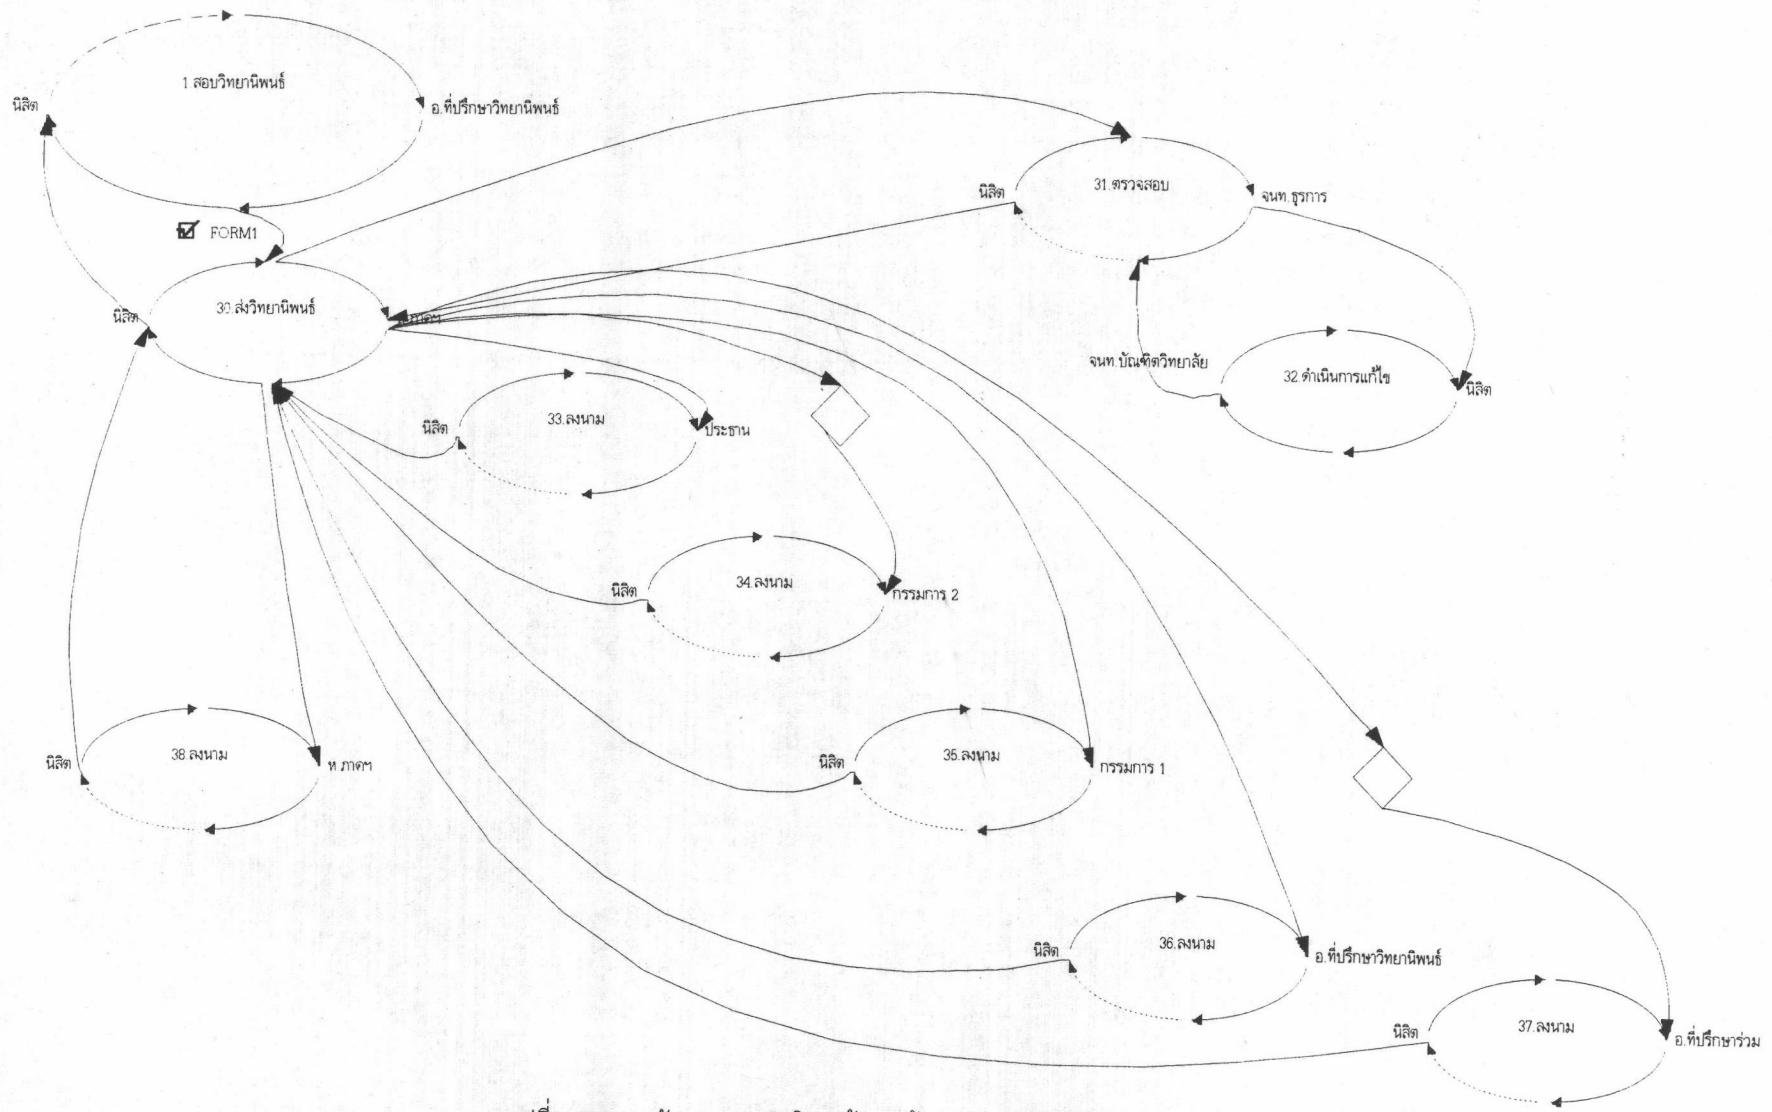 1 สอบวิทยานิพนธ์
นิสิต
อ.ที่ปรึกษาวิทยานิพนธ์
FORM1
31.ตรวจสอบ
นิสิต
จนท.ธุรการ
30.ส่งวิทยานิพนธ์
นิสิต
จนท.บัณฑิตวิทยาลัย
32.ดำเนินการแก้ไข
นิสิต
33.ลงนาม
นิสิต
ประธาน
34.ลงนาม
นิสิต
กรรมการ 2
38.ลงนาม
นิสิต
ห.ภาคฯ
35.ลงนาม
นิสิต
กรรมการ 1
36.ลงนาม
นิสิต
อ.ที่ปรึกษาวิทยานิพนธ์
37.ลงนาม
นิสิต
อ.ที่ปรึกษาร่วม